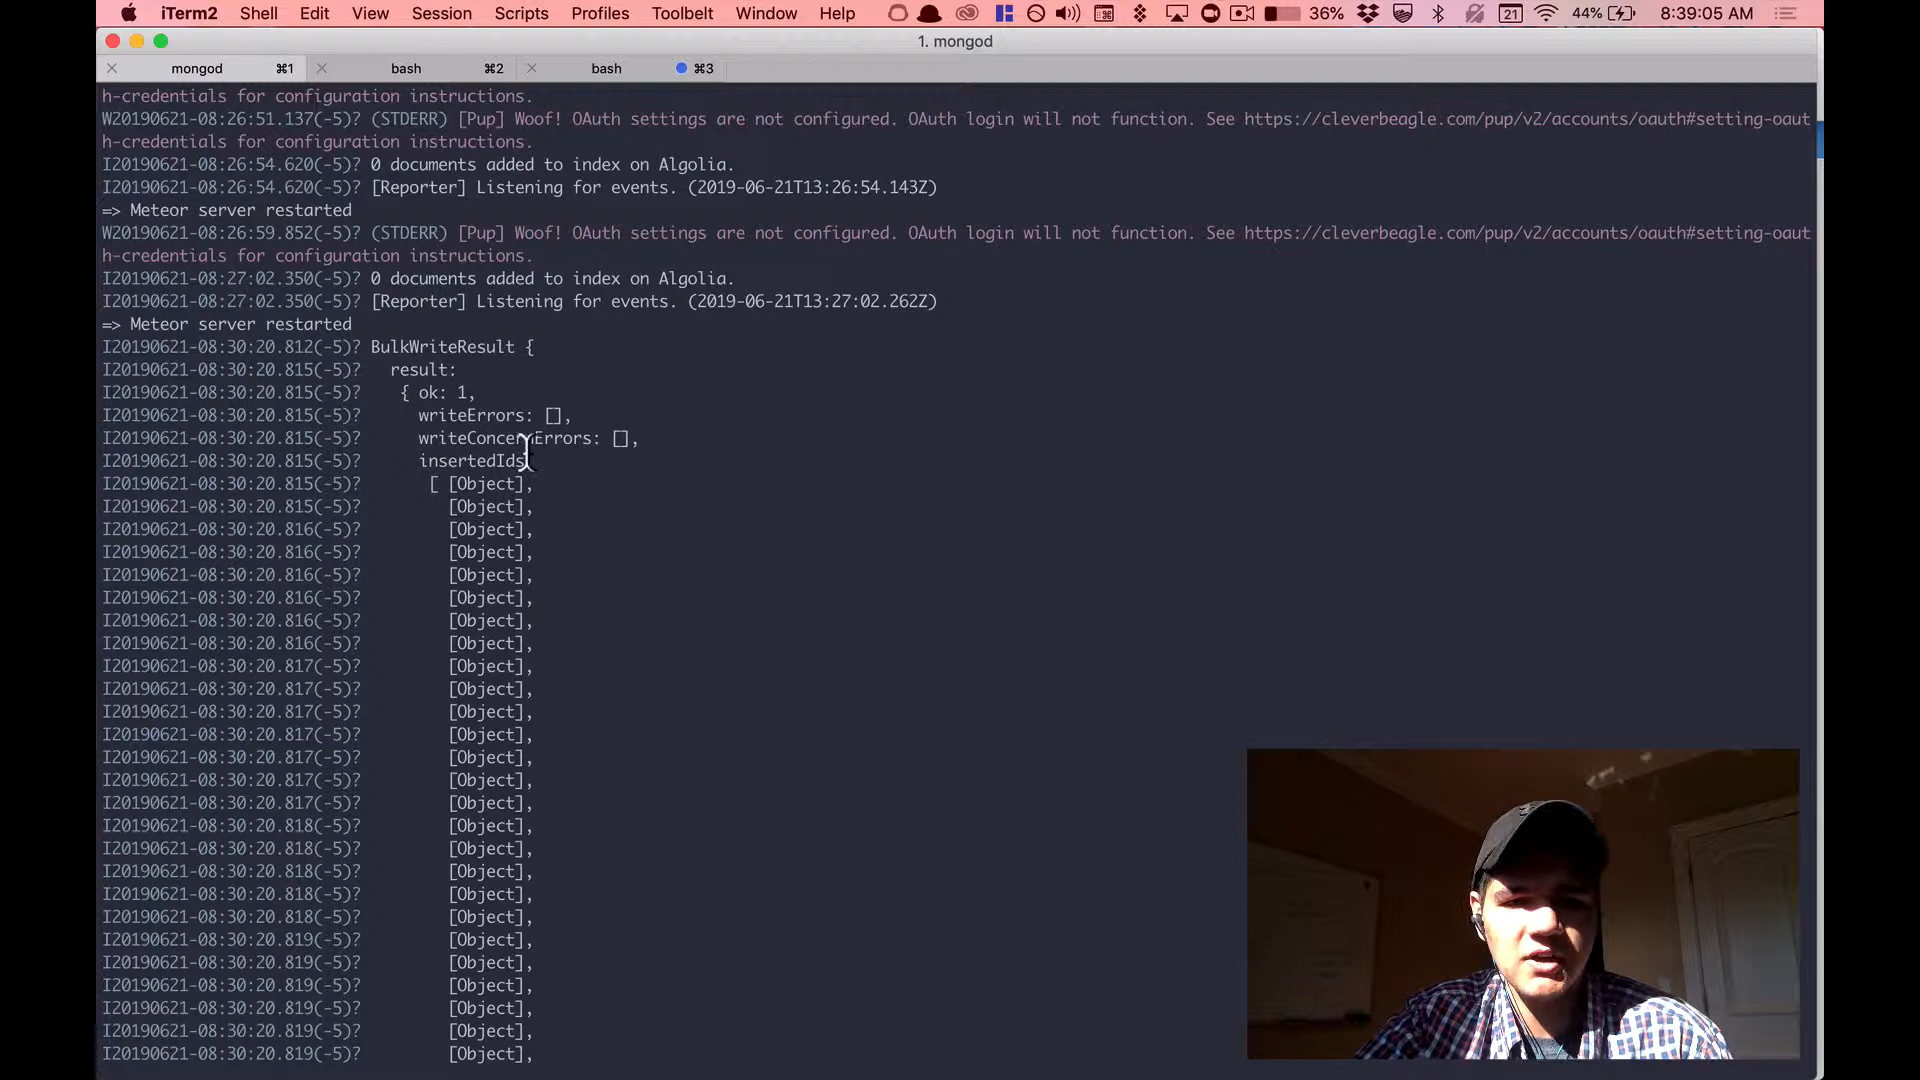 iTerm2 Shell Edit View Session Scripts Profiles Toolbelt Window Help 36% 21 44% 8:39:05 AM
1. mongod
mongod ⌘1 bash ⌘2 bash ⌘3
h-credentials for configuration instructions.
W20190621-08:26:51.137(-5)? (STDERR) [Pup] Woof! OAuth settings are not configured. OAuth login will not function. See https://cleverbeagle.com/pup/v2/accounts/oauth#setting-oaut
h-credentials for configuration instructions.
I20190621-08:26:54.620(-5)? 0 documents added to index on Algolia.
I20190621-08:26:54.620(-5)? [Reporter] Listening for events. (2019-06-21T13:26:54.143Z)
=> Meteor server restarted
W20190621-08:26:59.852(-5)? (STDERR) [Pup] Woof! OAuth settings are not configured. OAuth login will not function. See https://cleverbeagle.com/pup/v2/accounts/oauth#setting-oaut
h-credentials for configuration instructions.
I20190621-08:27:02.350(-5)? 0 documents added to index on Algolia.
I20190621-08:27:02.350(-5)? [Reporter] Listening for events. (2019-06-21T13:27:02.262Z)
=> Meteor server restarted
I20190621-08:30:20.812(-5)? BulkWriteResult {
I20190621-08:30:20.815(-5)? result:
I20190621-08:30:20.815(-5)? { ok: 1,
I20190621-08:30:20.815(-5)? writeErrors: [],
I20190621-08:30:20.815(-5)? writeConcernErrors: [],
I20190621-08:30:20.815(-5)? insertedIds
I20190621-08:30:20.815(-5)? [ [Object],
I20190621-08:30:20.815(-5)? [Object],
I20190621-08:30:20.816(-5)? [Object],
I20190621-08:30:20.816(-5)? [Object],
I20190621-08:30:20.816(-5)? [Object],
I20190621-08:30:20.816(-5)? [Object],
I20190621-08:30:20.816(-5)? [Object],
I20190621-08:30:20.816(-5)? [Object],
I20190621-08:30:20.817(-5)? [Object],
I20190621-08:30:20.817(-5)? [Object],
I20190621-08:30:20.817(-5)? [Object],
I20190621-08:30:20.817(-5)? [Object],
I20190621-08:30:20.817(-5)? [Object],
I20190621-08:30:20.817(-5)? [Object],
I20190621-08:30:20.817(-5)? [Object],
I20190621-08:30:20.818(-5)? [Object],
I20190621-08:30:20.818(-5)? [Object],
I20190621-08:30:20.818(-5)? [Object],
I20190621-08:30:20.818(-5)? [Object],
I20190621-08:30:20.818(-5)? [Object],
I20190621-08:30:20.819(-5)? [Object],
I20190621-08:30:20.819(-5)? [Object],
I20190621-08:30:20.819(-5)? [Object],
I20190621-08:30:20.819(-5)? [Object],
I20190621-08:30:20.819(-5)? [Object],
I20190621-08:30:20.819(-5)? [Object],